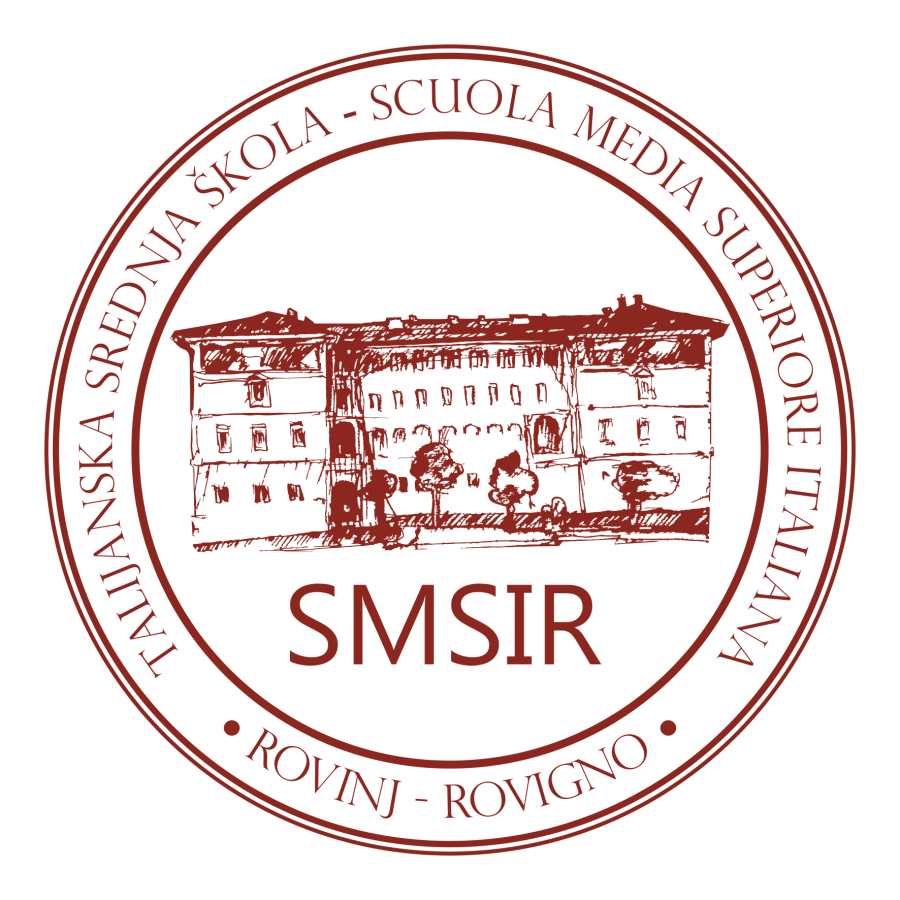 TALIJANSKA SREDNJA ŠKOLA - SCUOLA MEDIA SUPERIORE ITALIANA
SMSIR
• ROVINJ - ROVIGNO •